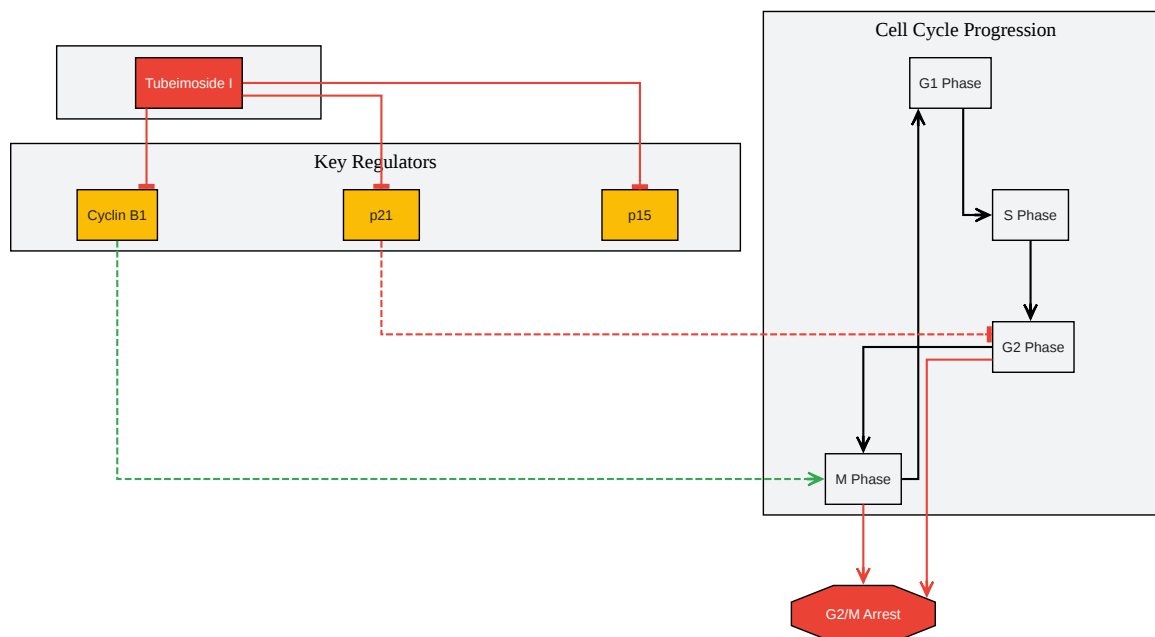 Cell Cycle Progression
Tubeimoside I
G1 Phase
Key Regulators
Cyclin B1
p21
p15
S Phase
G2 Phase
M Phase
G2/M Arrest